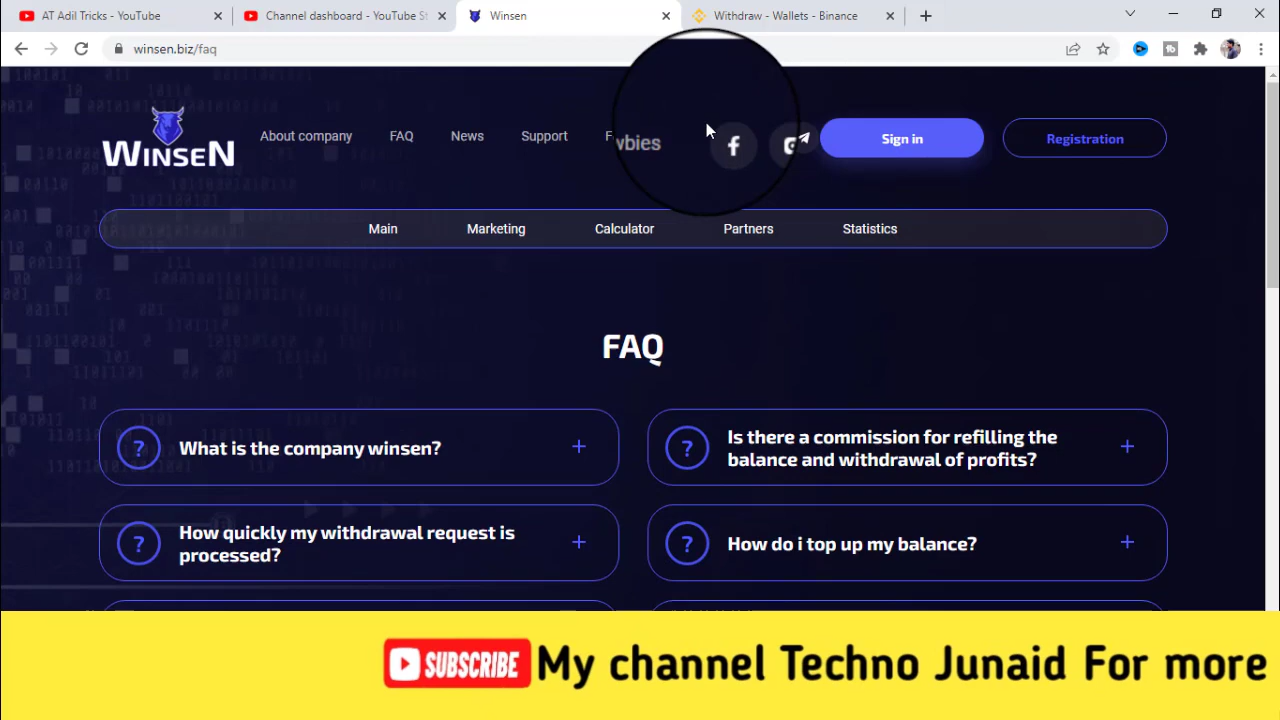 AT Adil Tricks - YouTube
Channel dashboard - YouTube St
Winsen
Withdraw - Wallets - Binance
winsen.biz/faq
WINSEN
About company
FAQ
News
Support
F
wbies
Sign in
Registration
Main
Marketing
Calculator
Partners
Statistics
FAQ
What is the company winsen?
Is there a commission for refilling the
balance and withdrawal of profits?
How quickly my withdrawal request is
processed?
How do i top up my balance?
SUBSCRIBE My channel Techno Junaid For more